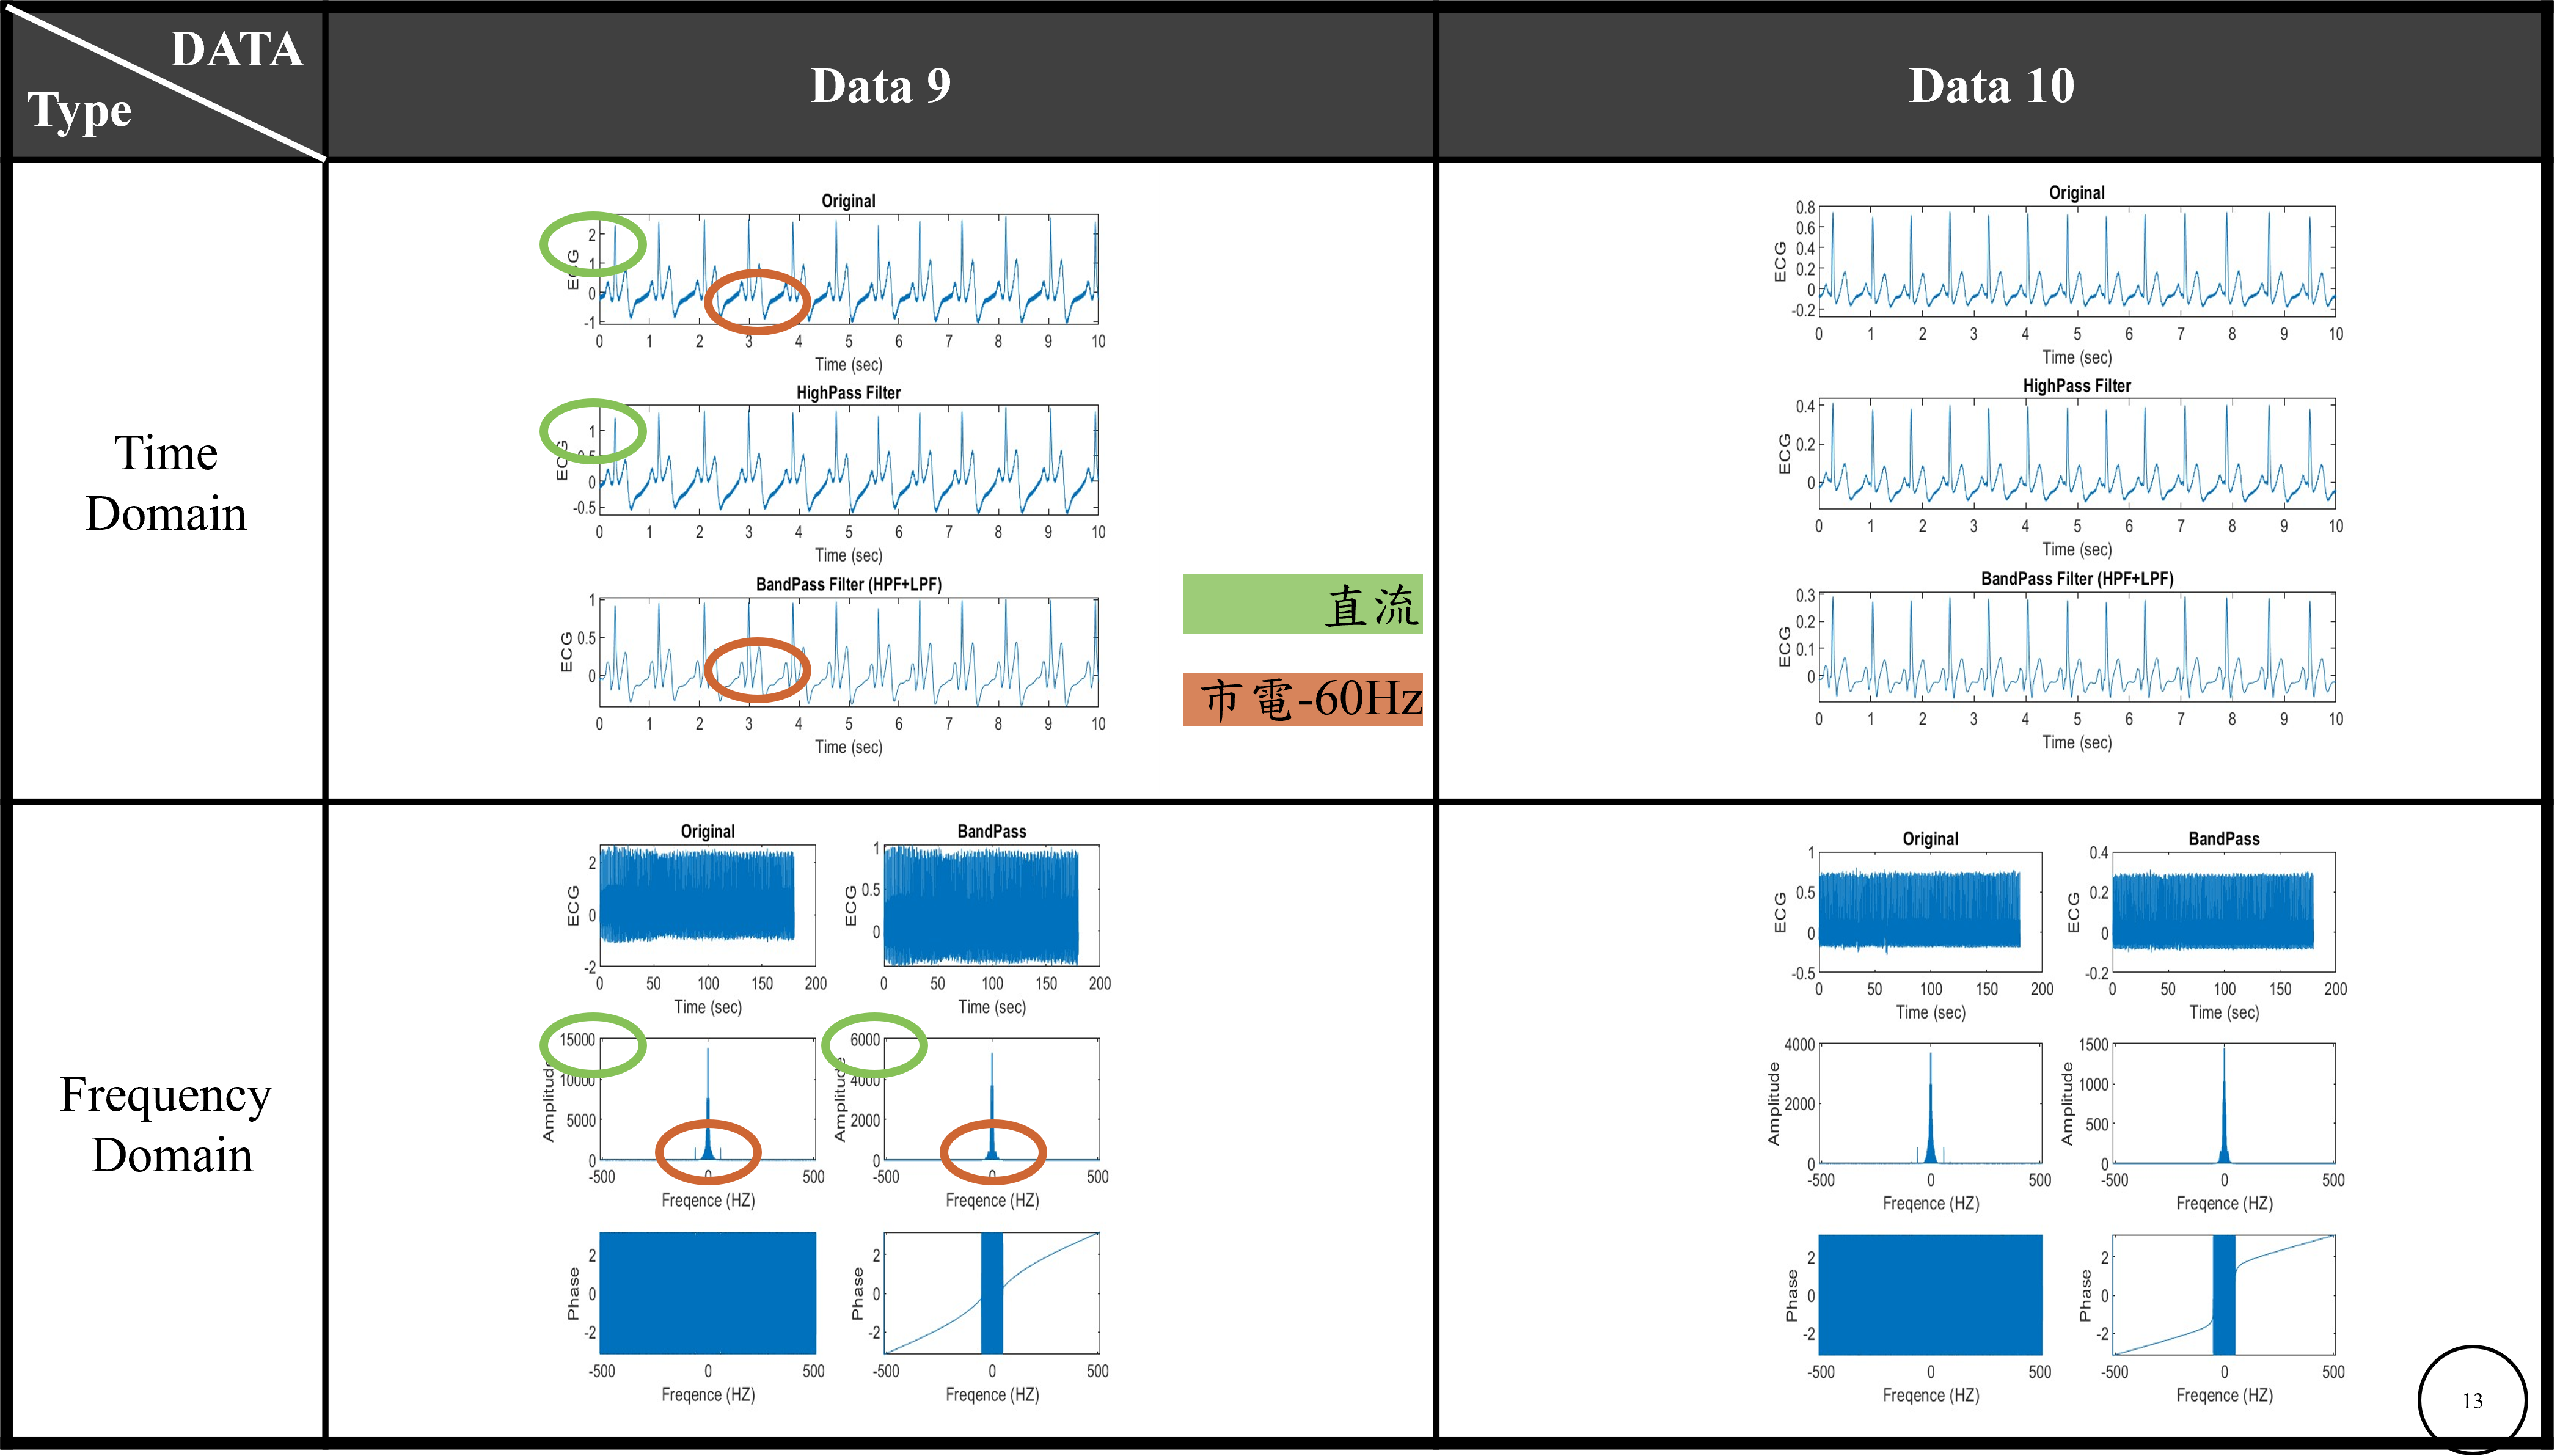 DATA
Type
Data 9
Data 10
Time
Domain
Original
ECG
2
1
0
-1
0 1 2 3 4 5 6 7 8 9 10
Time (sec)
HighPass Filter
ECG
1
0.5
0
-0.5
0 1 2 3 4 5 6 7 8 9 10
Time (sec)
BandPass Filter (HPF+LPF)
ECG
1
0.5
0
0 1 2 3 4 5 6 7 8 9 10
Time (sec)
直流
市電-60Hz
Original
ECG
0.8
0.6
0.4
0.2
0
-0.2
0 1 2 3 4 5 6 7 8 9 10
Time (sec)
HighPass Filter
ECG
0.4
0.2
0
0 1 2 3 4 5 6 7 8 9 10
Time (sec)
BandPass Filter (HPF+LPF)
ECG
0.3
0.2
0.1
0
0 1 2 3 4 5 6 7 8 9 10
Time (sec)
Frequency
Domain
Original
ECG
2
0
-2
0 50 100 150 200
Time (sec)
BandPass
ECG
1
0.5
0
0 50 100 150 200
Time (sec)
Amplitude
15000
10000
5000
0
-500 0 500
Freqence (HZ)
Amplitude
6000
4000
2000
0
-500 0 500
Freqence (HZ)
Phase
2
0
-2
-500 0 500
Freqence (HZ)
Phase
2
0
-2
-500 0 500
Freqence (HZ)
Original
ECG
1
0.5
0
-0.5
0 50 100 150 200
Time (sec)
BandPass
ECG
0.4
0.2
0
-0.2
0 50 100 150 200
Time (sec)
Amplitude
4000
2000
0
-500 0 500
Freqence (HZ)
Amplitude
1500
1000
500
0
-500 0 500
Freqence (HZ)
Phase
2
0
-2
-500 0 500
Freqence (HZ)
Phase
2
0
-2
-500 0 500
Freqence (HZ)
13